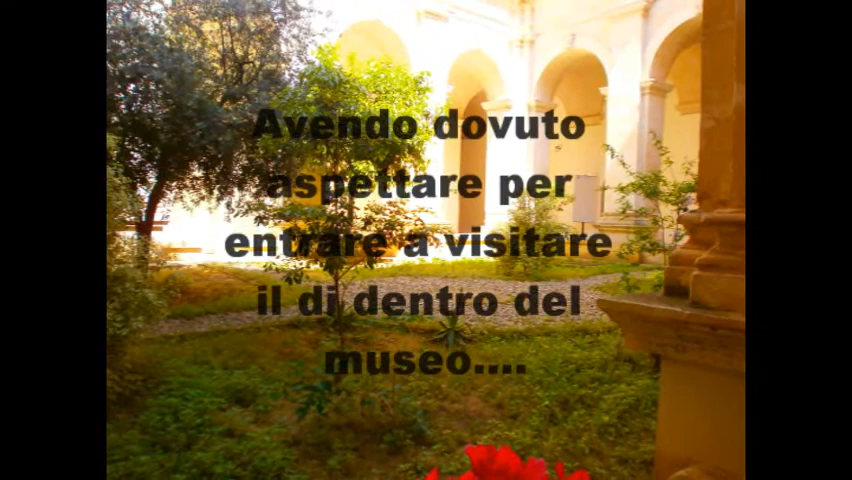 Avendo dovuto
aspettare per
entrare a visitare
il di dentro del
museo....